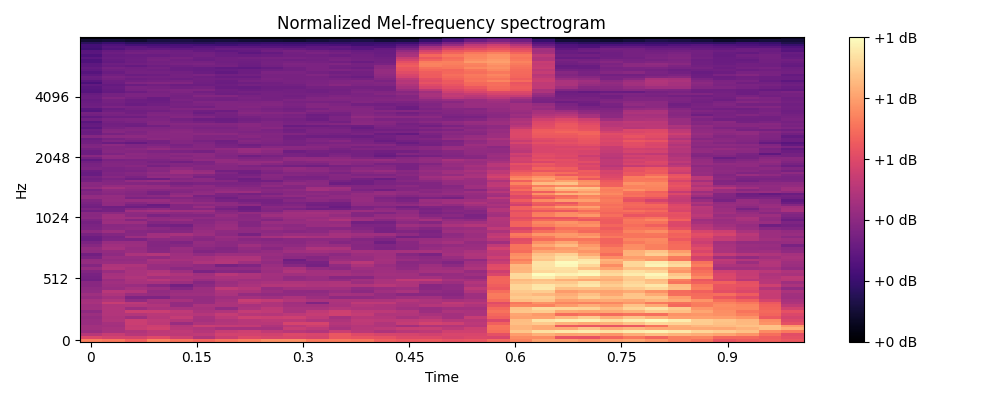 Normalized Mel-frequency spectrogram
Hz
4096
2048
1024
512
0
0 0.15 0.3 0.45 0.6 0.75 0.9
Time
+1 dB
+1 dB
+1 dB
+0 dB
+0 dB
+0 dB